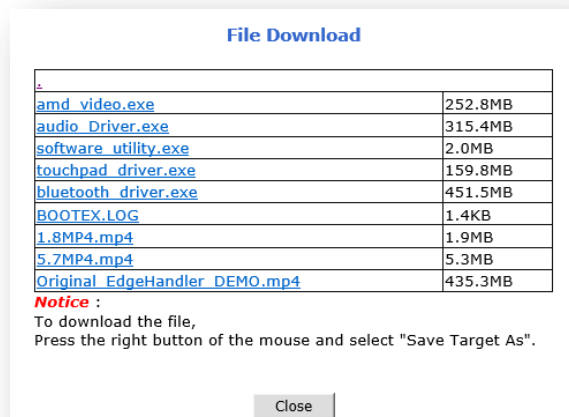 File Download
.
amd_video.exe 252.8MB
audio_Driver.exe 315.4MB
software_utility.exe 2.0MB
touchpad_driver.exe 159.8MB
bluetooth_driver.exe 451.5MB
BOOTEX.LOG 1.4KB
1.8MP4.mp4 1.9MB
5.7MP4.mp4 5.3MB
Original_EdgeHandler_DEMO.mp4 435.3MB
Notice :
To download the file,
Press the right button of the mouse and select "Save Target As".
Close